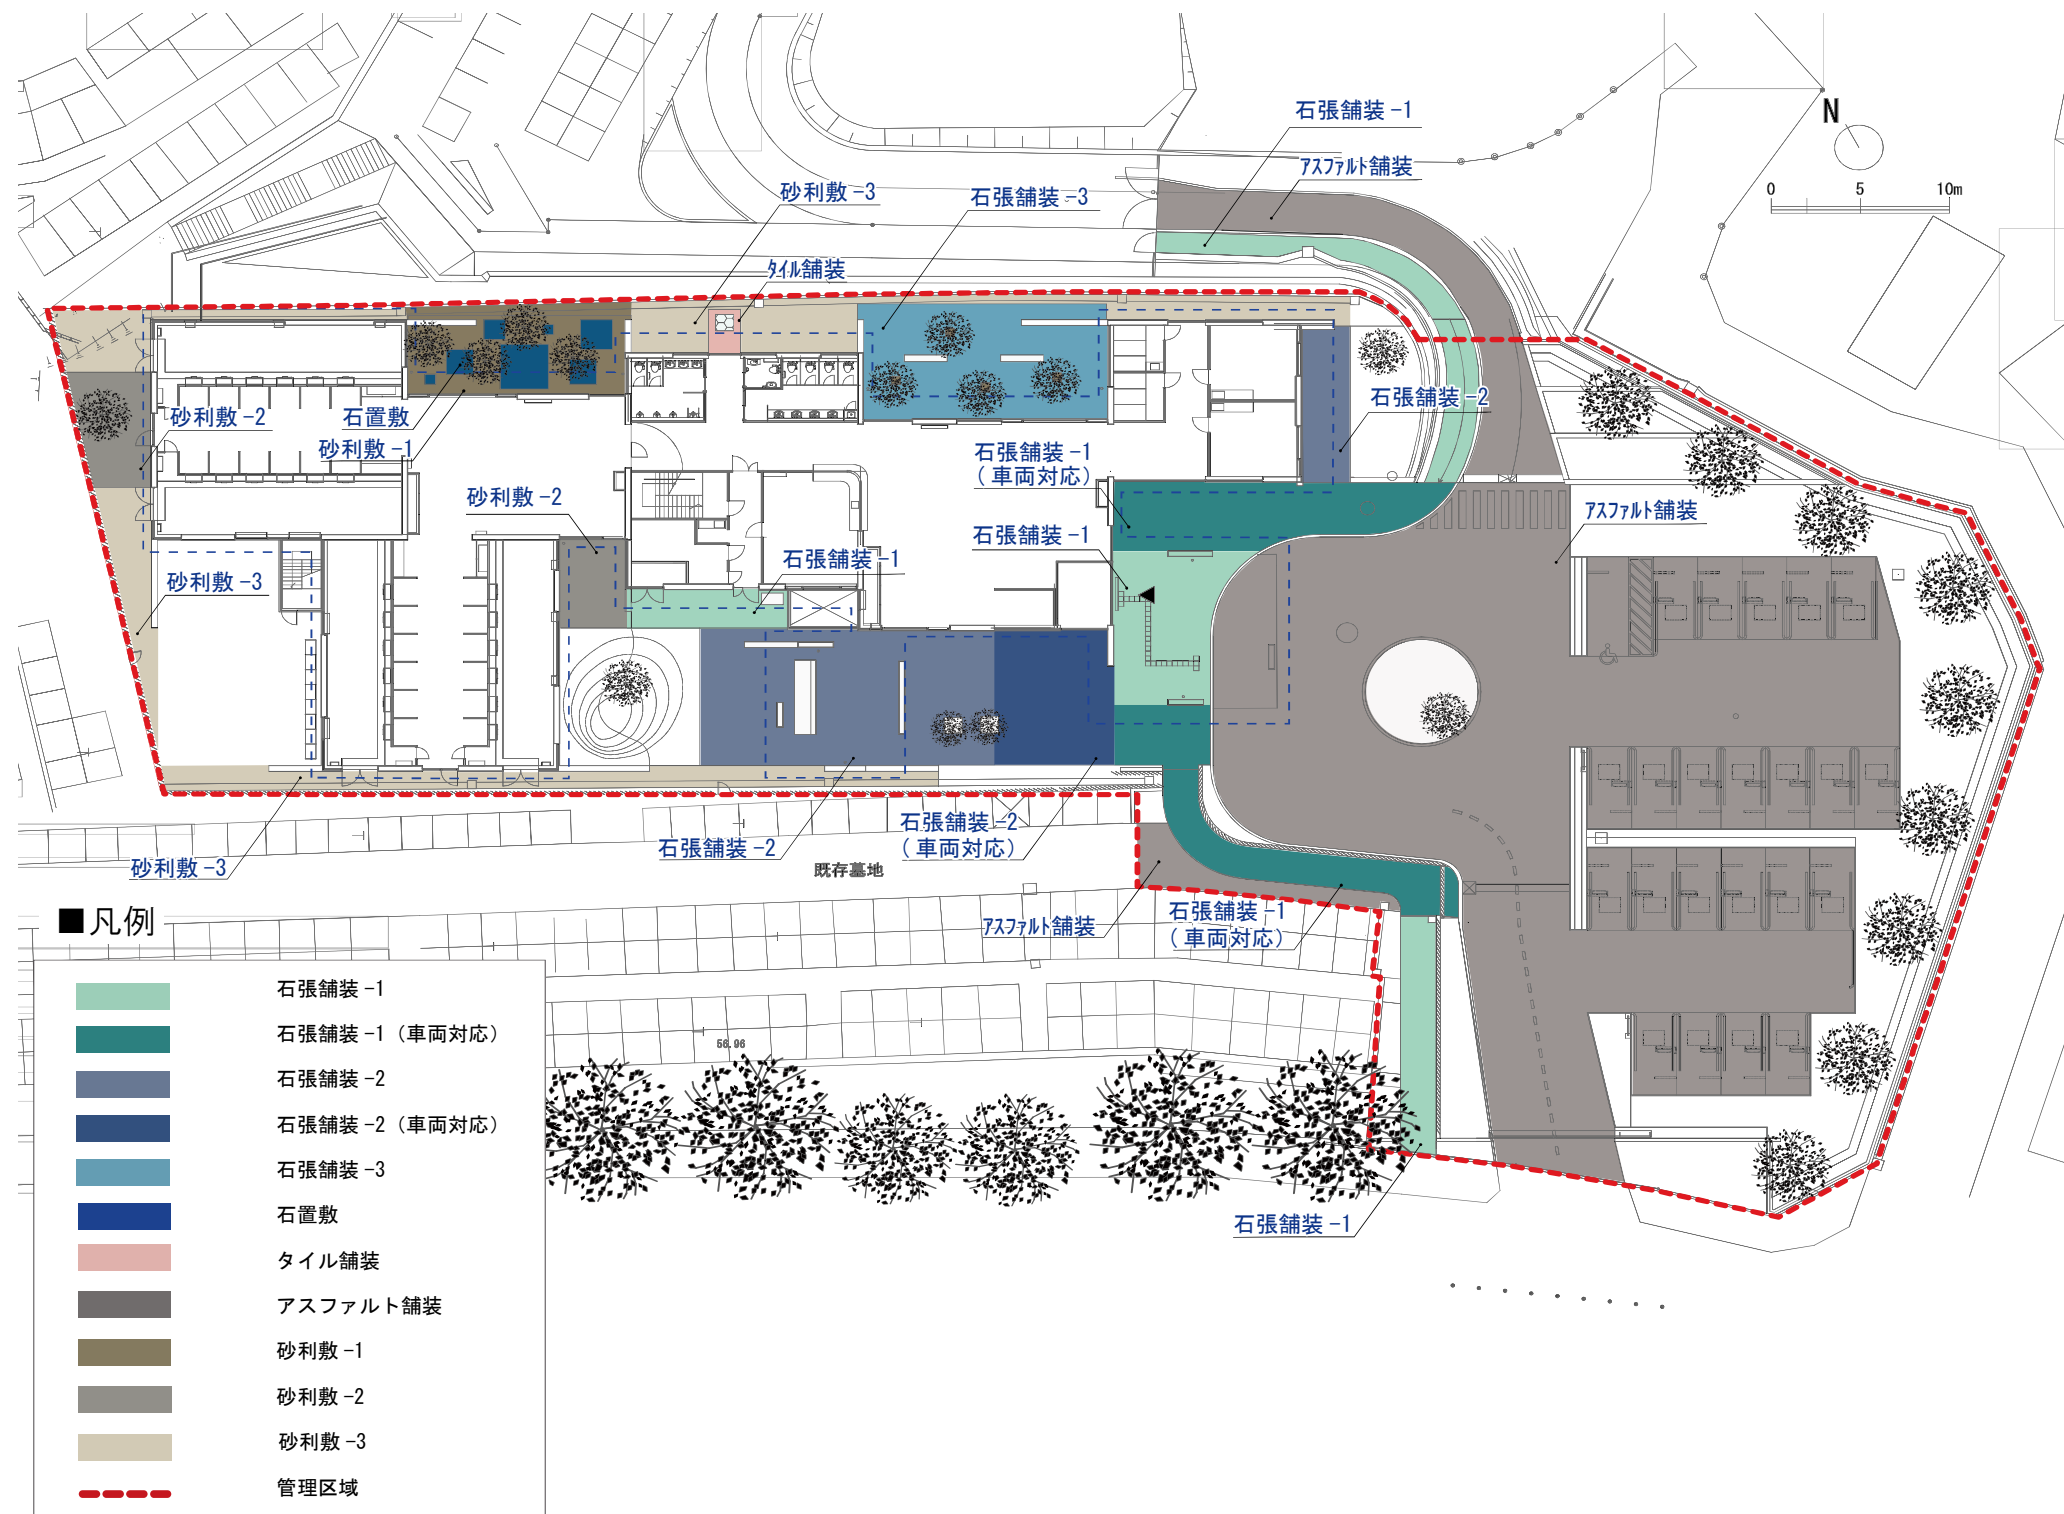 石張舗装-1
N
アスファルト舗装
0 5 10m
砂利敷-3
石張舗装-3
タイル舗装
石張舗装-2
砂利敷-2
石置敷
砂利敷-1
石張舗装-1
(車両対応)
砂利敷-2
アスファルト舗装
石張舗装-1
石張舗装-1
砂利敷-3
石張舗装-2
(車両対応)
石張舗装-2
砂利敷-3
既存墓地
アスファルト舗装
石張舗装-1
(車両対応)
56.96
石張舗装-1
■凡例
石張舗装-1
石張舗装-1(車両対応)
石張舗装-2
石張舗装-2(車両対応)
石張舗装-3
石置敷
タイル舗装
アスファルト舗装
砂利敷-1
砂利敷-2
砂利敷-3
管理区域